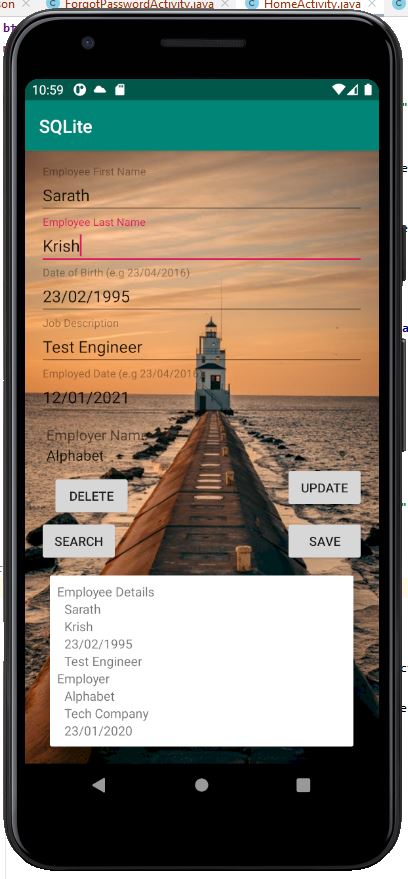 son ForgotPasswordActivity.java HomeActivity.java
10:59
SQLite
Employee First Name
Sarath
Employee Last Name
Krish
Date of Birth (e.g 23/04/2016)
23/02/1995
Job Description
Test Engineer
Employed Date (e.g 23/04/2016
12/01/2021
Employer Name
Alphabet
DELETE UPDATE
SEARCH SAVE
Employee Details
Sarath
Krish
23/02/1995
Test Engineer
Employer
Alphabet
Tech Company
23/01/2020